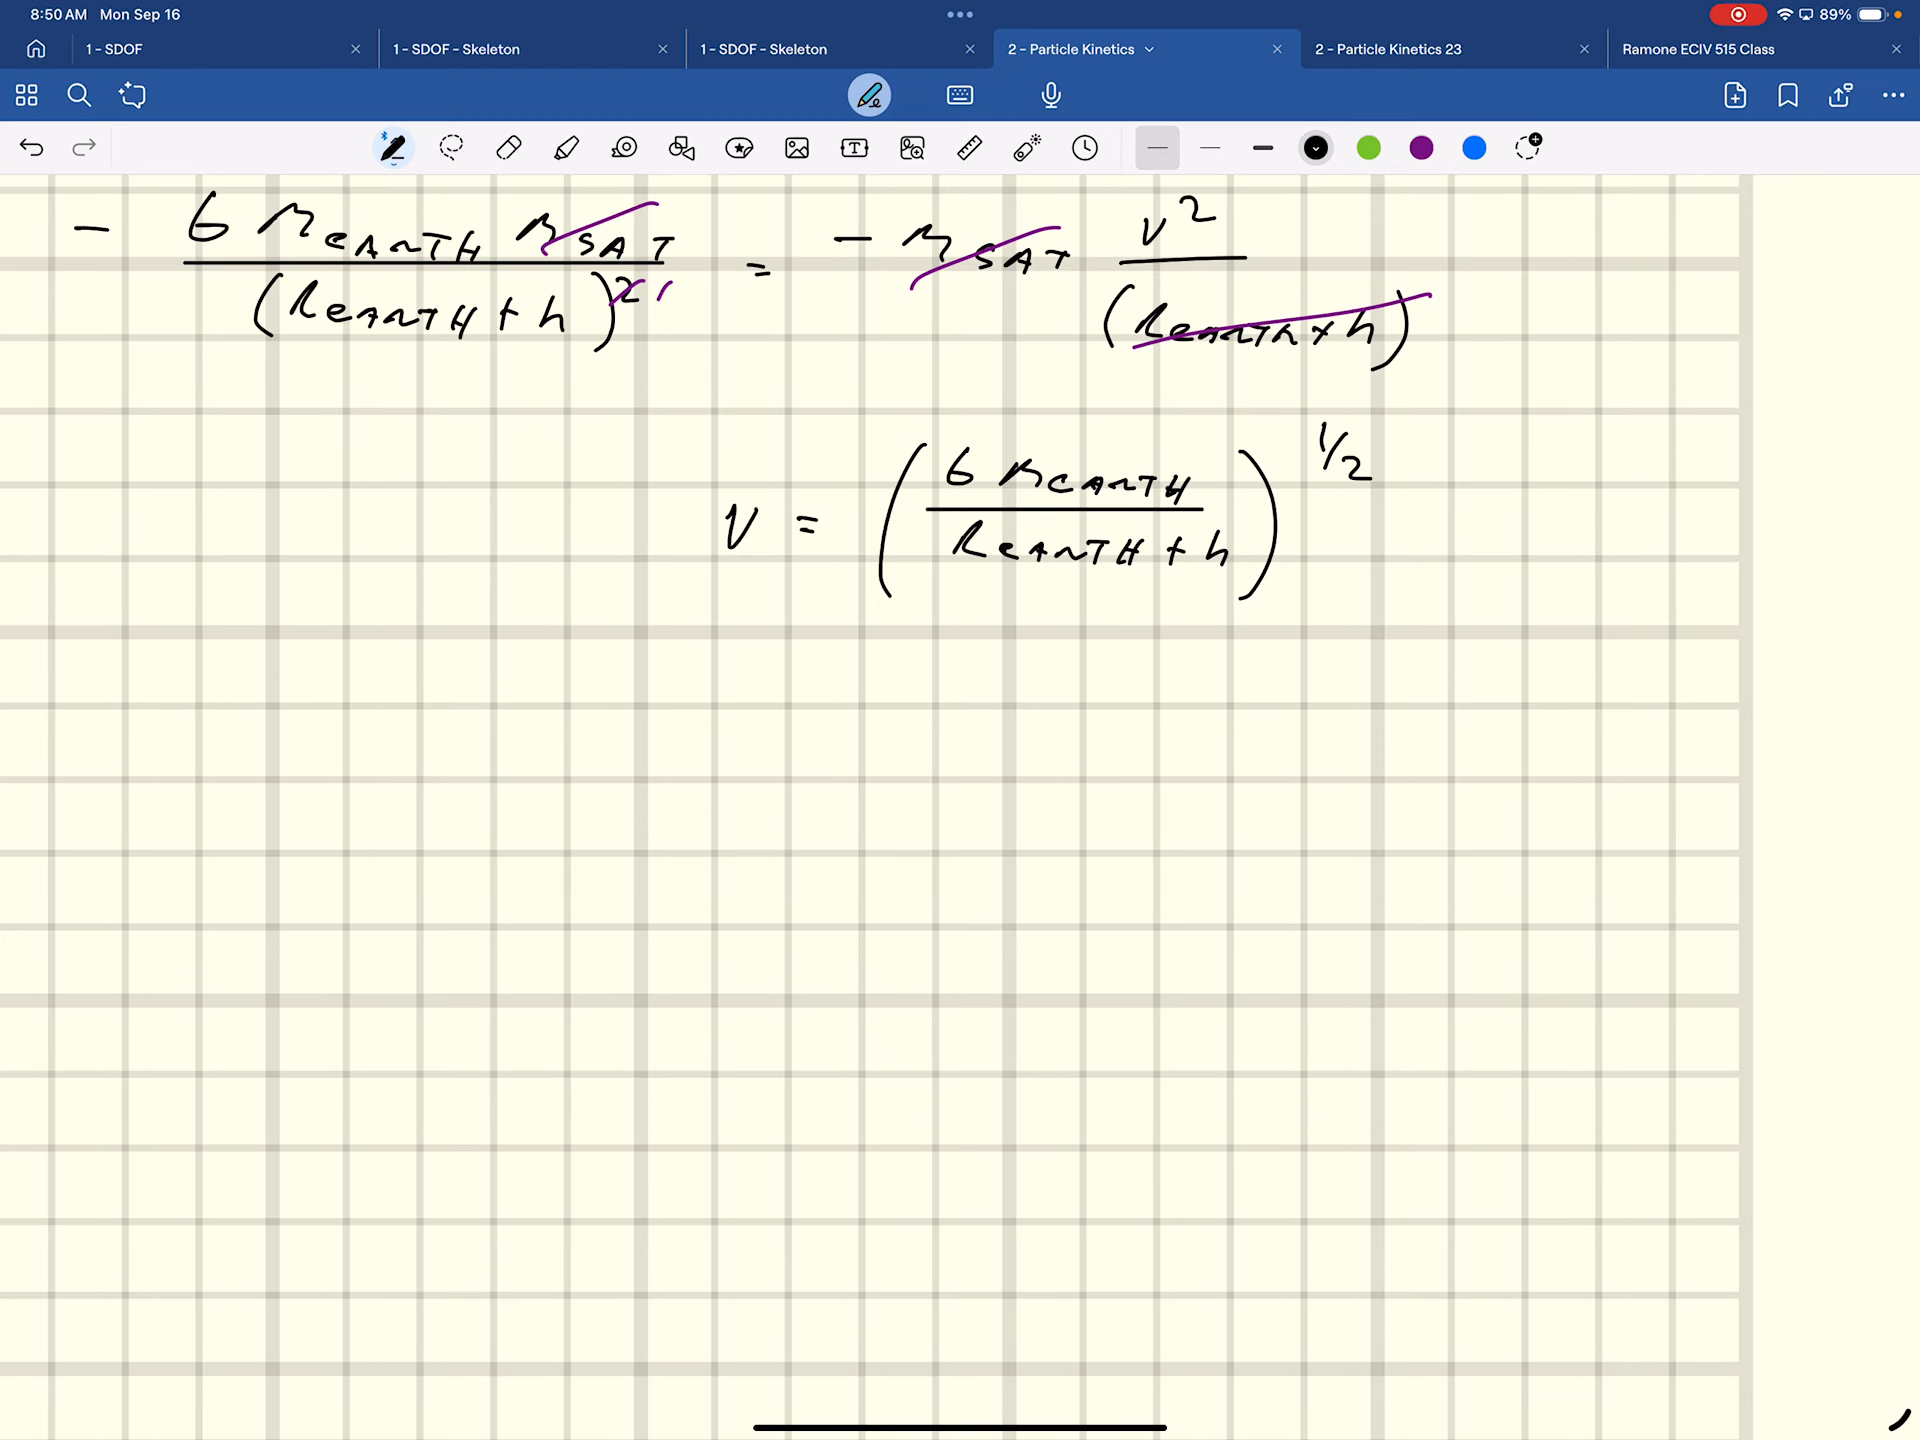 8:50 AM Mon Sep 16 89%
1 - SDOF 1 - SDOF - Skeleton 1 - SDOF - Skeleton 2 - Particle Kinetics 2 - Particle Kinetics 23 Ramone ECIV 515 Class
- G M_EARTH M_SAT / (R_EARTH + h)^2 = - M_SAT v^2 / (R_EARTH + h)
V = (G M_EARTH / R_EARTH + h)^1/2